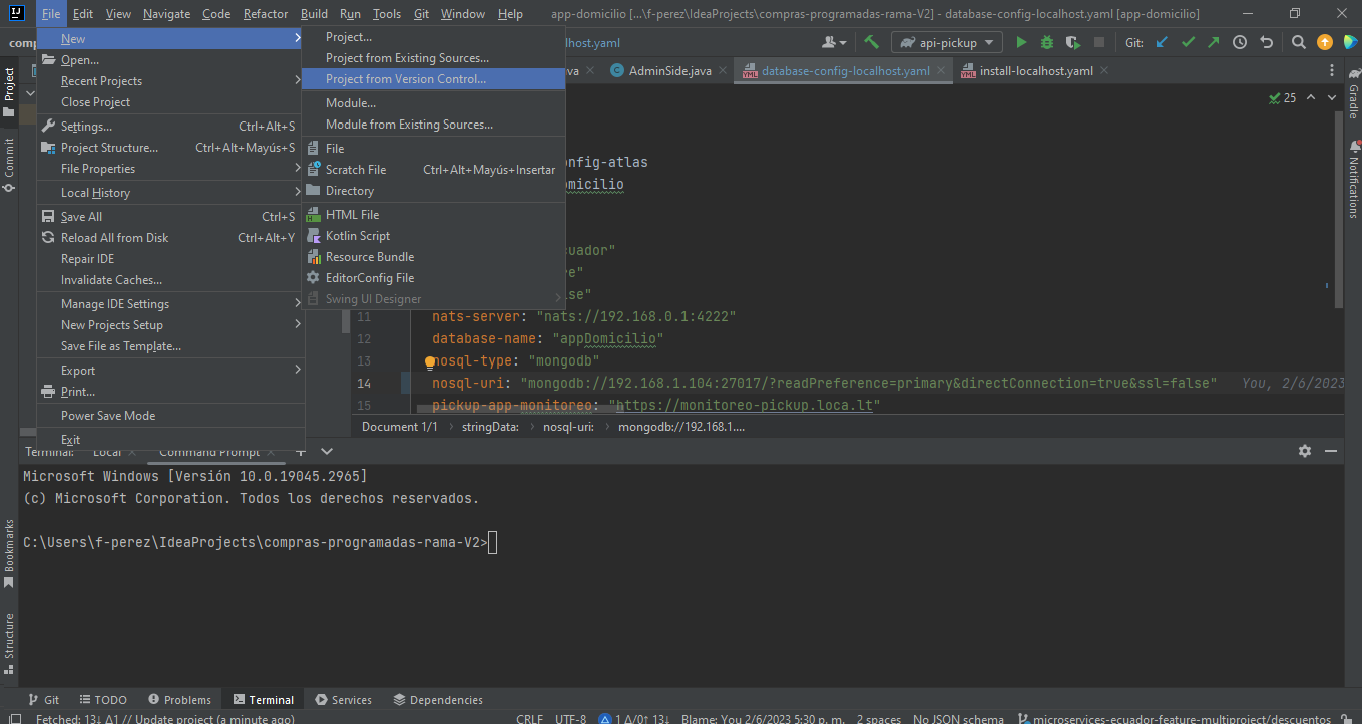 File Edit View Navigate Code Refactor Build Run Tools Git Window Help app-domicilio [...\f-perez\IdeaProjects\compras-programadas-rama-V2] - database-config-localhost.yaml [app-domicilio]
com
lhost.yaml
api-pickup
Git:
AdminSide.java
database-config-localhost.yaml
install-localhost.yaml
New
Open...
Recent Projects
Close Project
Settings... Ctrl+Alt+S
Project Structure... Ctrl+Alt+Mayús+S
File Properties
Local History
Save All Ctrl+S
Reload All from Disk Ctrl+Alt+Y
Repair IDE
Invalidate Caches...
Manage IDE Settings
New Projects Setup
Save File as Template...
Export
Print...
Power Save Mode
Exit
Project...
Project from Existing Sources...
Project from Version Control...
Module...
Module from Existing Sources...
File
Scratch File Ctrl+Alt+Mayús+Insertar
Directory
HTML File
Kotlin Script
Resource Bundle
EditorConfig File
Swing UI Designer
25
nfig-atlas
omicilio
cuador"
11 nats-server: "nats://192.168.0.1:4222"
12 database-name: "appDomicilio"
13 nosql-type: "mongodb"
14 nosql-uri: "mongodb://192.168.1.104:27017/?readPreference=primary&directConnection=true&ssl=false" You, 2/6/2023
15 pickup-app-monitoreo: "https://monitoreo-pickup.loca.lt"
Document 1/1 stringData: nosql-uri: mongodb://192.168.1....
Project
Commit
Bookmarks
Structure
Gradle
Notifications
Terminal: Local Command Prompt
Microsoft Windows [Versión 10.0.19045.2965]
(c) Microsoft Corporation. Todos los derechos reservados.
C:\Users\f-perez\IdeaProjects\compras-programadas-rama-V2>
Git TODO Problems Terminal Services Dependencies
Fetched: 13↓ Δ1 // Update project (a minute ago) CRLF UTF-8 1 Δ/0↑ 13↓ Blame: You 2/6/2023 5:30 p. m. 2 spaces No JSON schema microservices-ecuador-feature-multiproject/descuentos